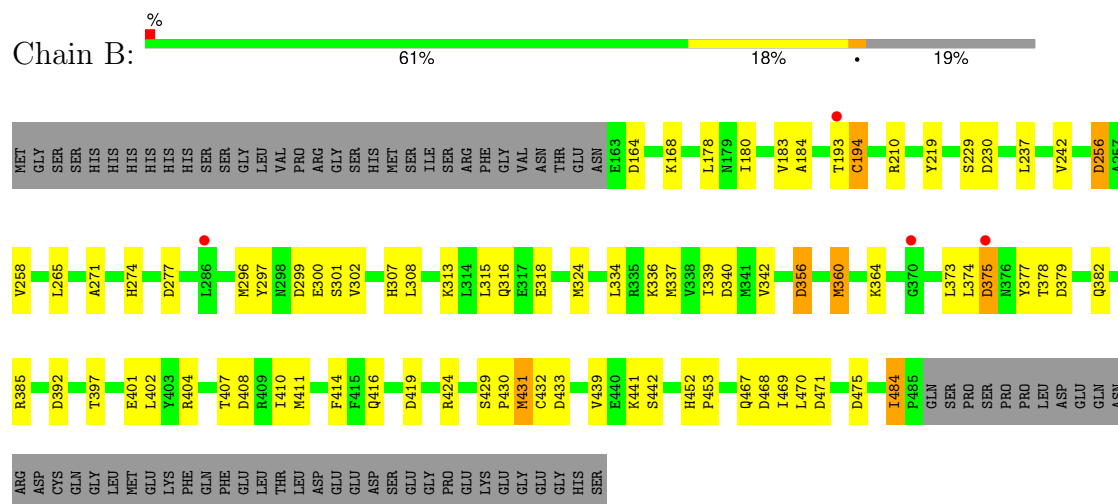 %
Chain B:
61% 18% • 19%
MET GLY SER SER HIS HIS HIS HIS HIS HIS SER SER GLY LEU VAL PRO ARG GLY SER HIS MET SER ILE SER ARG PHE GLY VAL ASN THR GLU ASN E163 D164 K168 L178 N179 I180 V183 A184 T193 C194 R210 Y219 S229 D230 L237 V242 D256 A257
V258 L265 A271 H274 D277 L286 M296 Y297 N298 D299 E300 S301 V302 H307 L308 K313 L314 L315 Q316 E317 E318 M324 L334 R335 K336 M337 V338 I339 D340 M341 V342 D356 M360 K364 G370 L373 L374 D375 N376 Y377 T378 D379 Q382
R385 D392 T397 E401 L402 Y403 R404 T407 D408 R409 I410 M411 F414 F415 Q416 D419 R424 S429 P430 M431 C432 D433 V439 E440 K441 S442 H452 P453 Q467 D468 I469 L470 D471 D475 I484 P485 GLN SER PRO SER PRO PRO LEU ASP GLU GLN ASN
ARG ASP CYS GLN GLY LEU MET GLU LYS PHE GLN PHE GLU LEU THR LEU ASP GLU GLU ASP SER GLU GLY PRO GLU LYS GLU GLY GLU GLY HIS SER